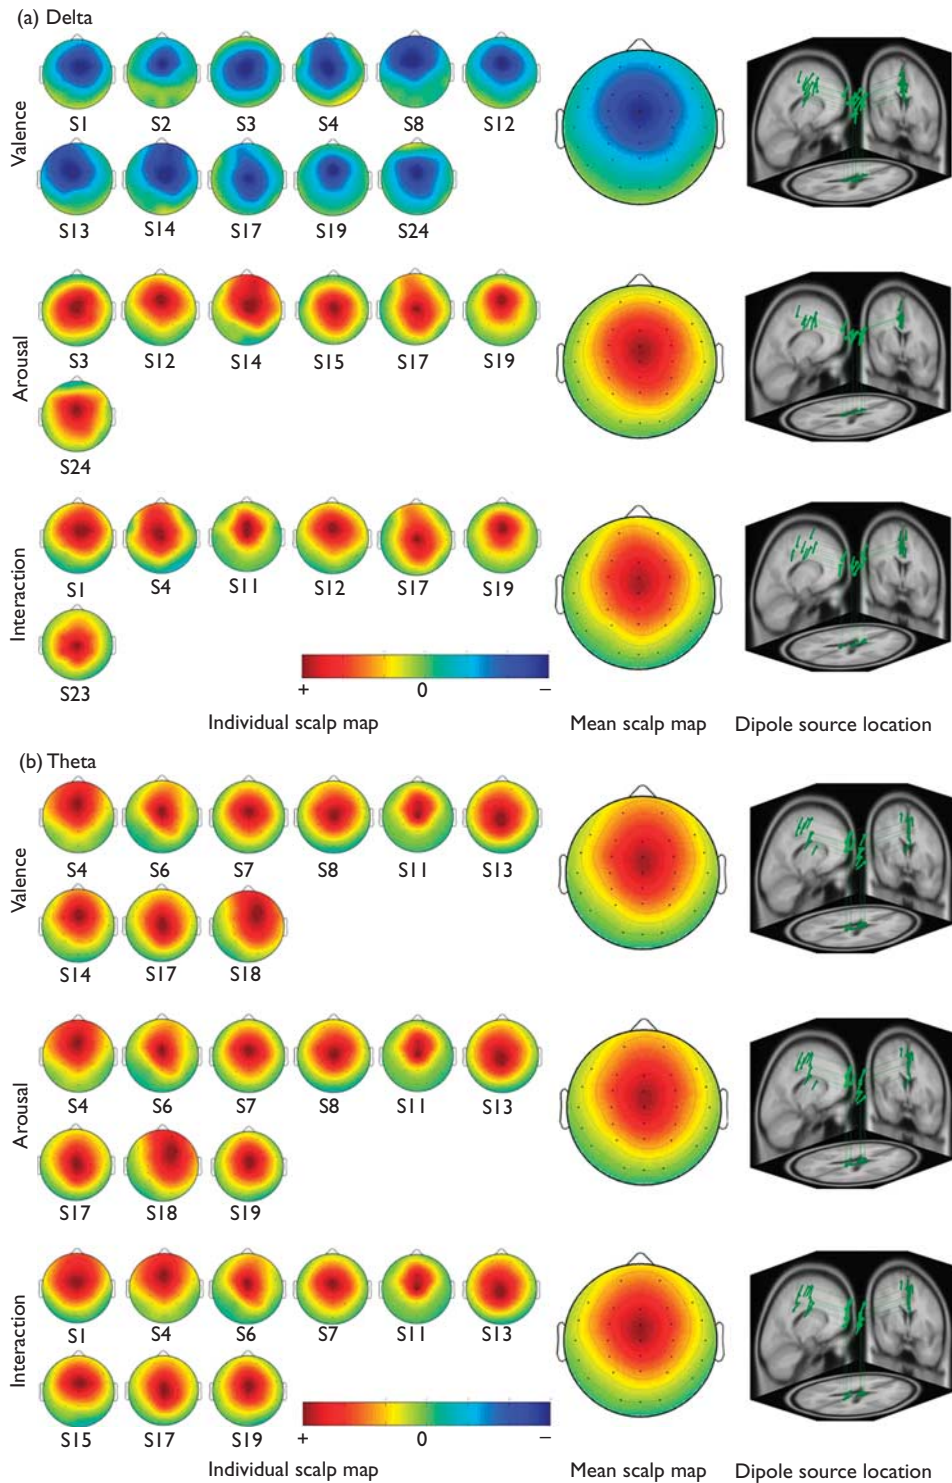 (a) Delta
Valence
S1 S2 S3 S4 S8 S12
S13 S14 S17 S19 S24
Arousal
S3 S12 S14 S15 S17 S19
S24
Interaction
S1 S4 S11 S12 S17 S19
S23
+ 0 –
Individual scalp map Mean scalp map Dipole source location
(b) Theta
Valence
S4 S6 S7 S8 S11 S13
S14 S17 S18
Arousal
S4 S6 S7 S8 S11 S13
S17 S18 S19
Interaction
S1 S4 S6 S7 S11 S13
S15 S17 S19
+ 0 –
Individual scalp map Mean scalp map Dipole source location